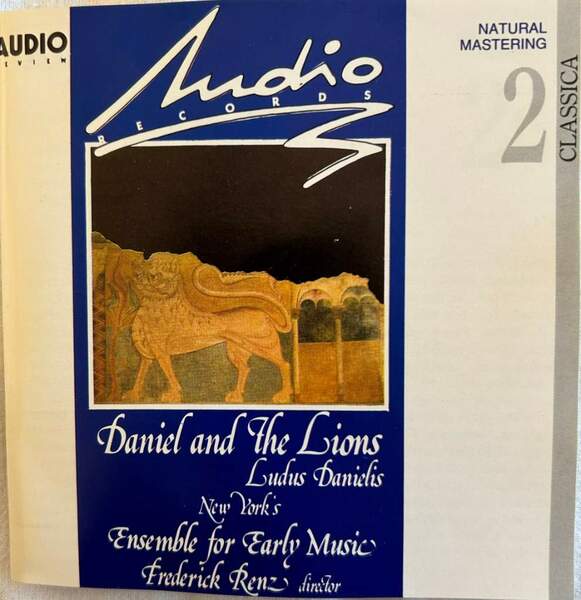 AUDIO
REVIEW
Audio
RECORDS
NATURAL
MASTERING
2
CLASSICA
Daniel and the Lions
Ludus Danielis
New York's
Ensemble for Early Music
Frederick Renz director